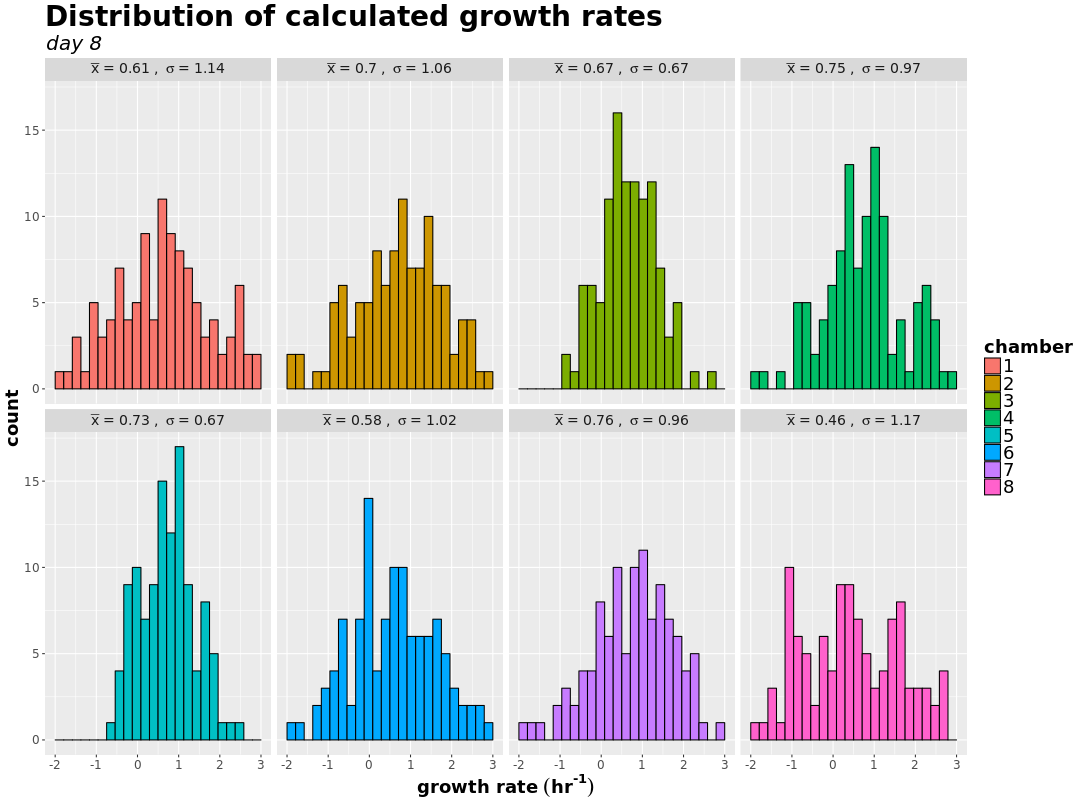 Distribution of calculated growth rates
day 8
x̅ = 0.61 , σ = 1.14
x̅ = 0.7 , σ = 1.06
x̅ = 0.67 , σ = 0.67
x̅ = 0.75 , σ = 0.97
15
10
5
0
x̅ = 0.73 , σ = 0.67
x̅ = 0.58 , σ = 1.02
x̅ = 0.76 , σ = 0.96
x̅ = 0.46 , σ = 1.17
15
10
5
0
-2 -1 0 1 2 3
-2 -1 0 1 2 3
-2 -1 0 1 2 3
-2 -1 0 1 2 3
count
growth rate (hr⁻¹)
chamber
1
2
3
4
5
6
7
8